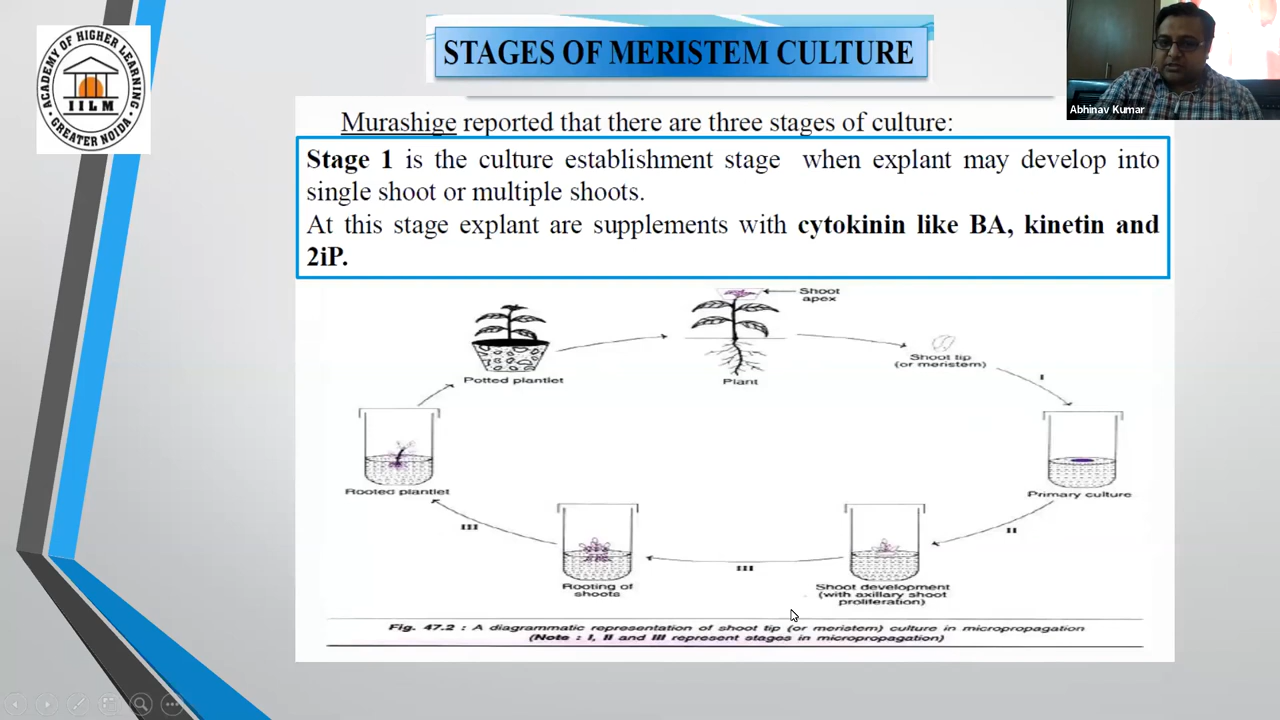 ACADEMY OF HIGHER LEARNING
IILM
GREATER NOIDA
STAGES OF MERISTEM CULTURE
Abhinav Kumar
Murashige reported that there are three stages of culture:
Stage 1 is the culture establishment stage when explant may develop into
single shoot or multiple shoots.
At this stage explant are supplements with cytokinin like BA, kinetin and
2iP.
Shoot
apex
Potted plantlet
Plant
Shoot tip
(or meristem)
I
Rooted plantlet
Primary culture
III
II
III
Rooting of
shoots
Shoot development
(with axillary shoot
proliferation)
Fig. 47.2 : A diagrammatic representation of shoot tip (or meristem) culture in micropropagation
(Note : I, II and III represent stages in micropropagation)